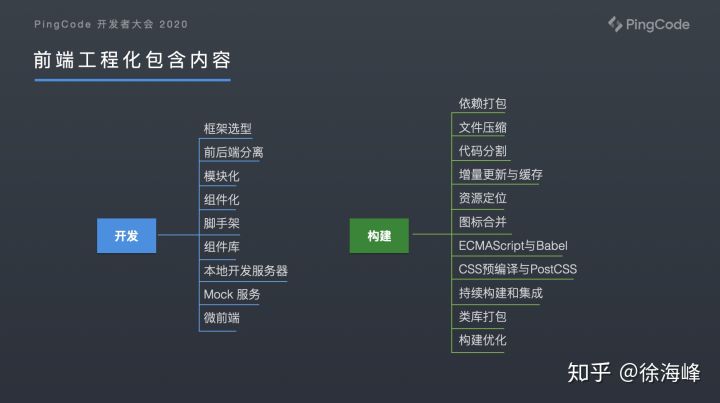 PingCode 开发者大会 2020
PingCode
前端工程化包含内容
开发
框架选型
前后端分离
模块化
组件化
脚手架
组件库
本地开发服务器
Mock 服务
微前端
构建
依赖打包
文件压缩
代码分割
增量更新与缓存
资源定位
图标合并
ECMAScript与Babel
CSS预编译与PostCSS
持续构建和集成
类库打包
构建优化
知乎 @徐海峰